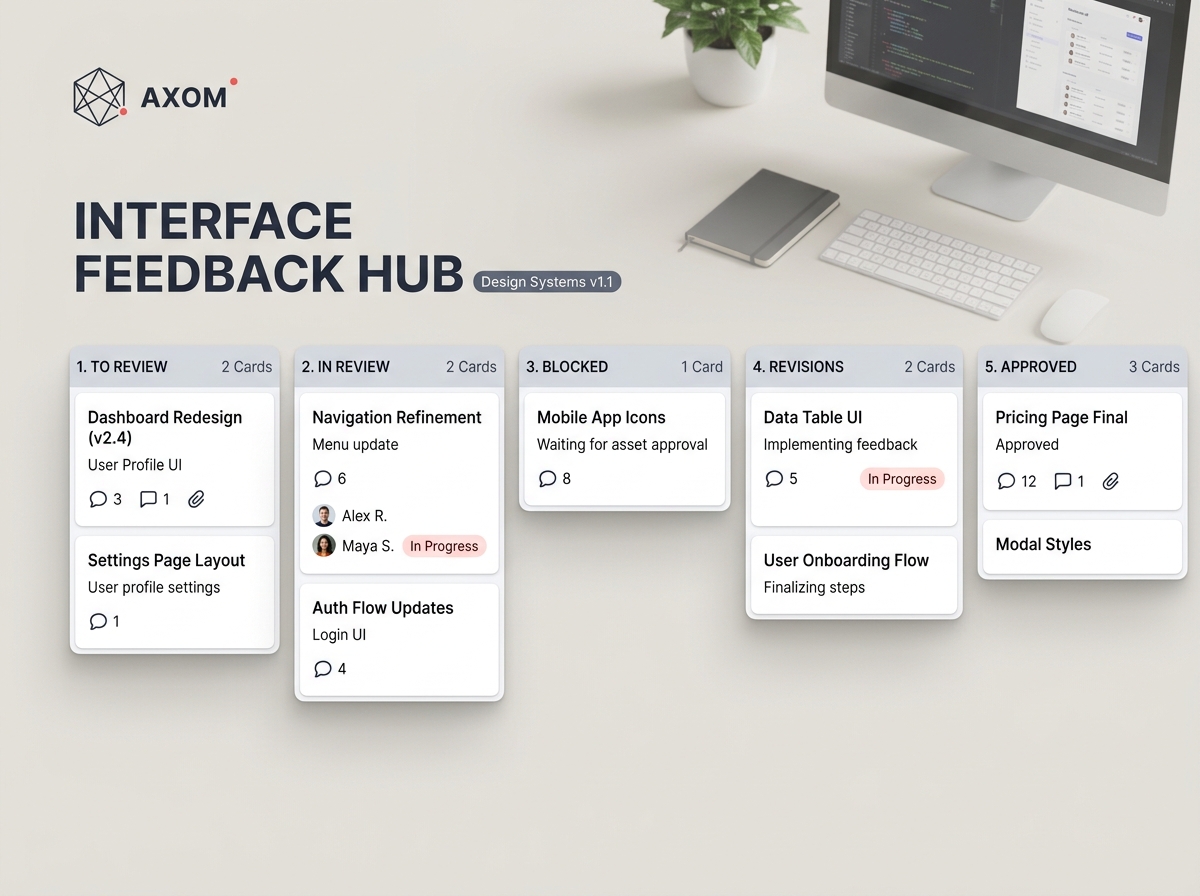 AXOM
INTERFACE
FEEDBACK HUB
Design Systems v1.1
1. TO REVIEW 2 Cards
Dashboard Redesign
(v2.4)
User Profile UI
3 1
Settings Page Layout
User profile settings
1
2. IN REVIEW 2 Cards
Navigation Refinement
Menu update
6
Alex R.
Maya S. In Progress
Auth Flow Updates
Login UI
4
3. BLOCKED 1 Card
Mobile App Icons
Waiting for asset approval
8
4. REVISIONS 2 Cards
Data Table UI
Implementing feedback
5 In Progress
User Onboarding Flow
Finalizing steps
5. APPROVED 3 Cards
Pricing Page Final
Approved
12 1
Modal Styles